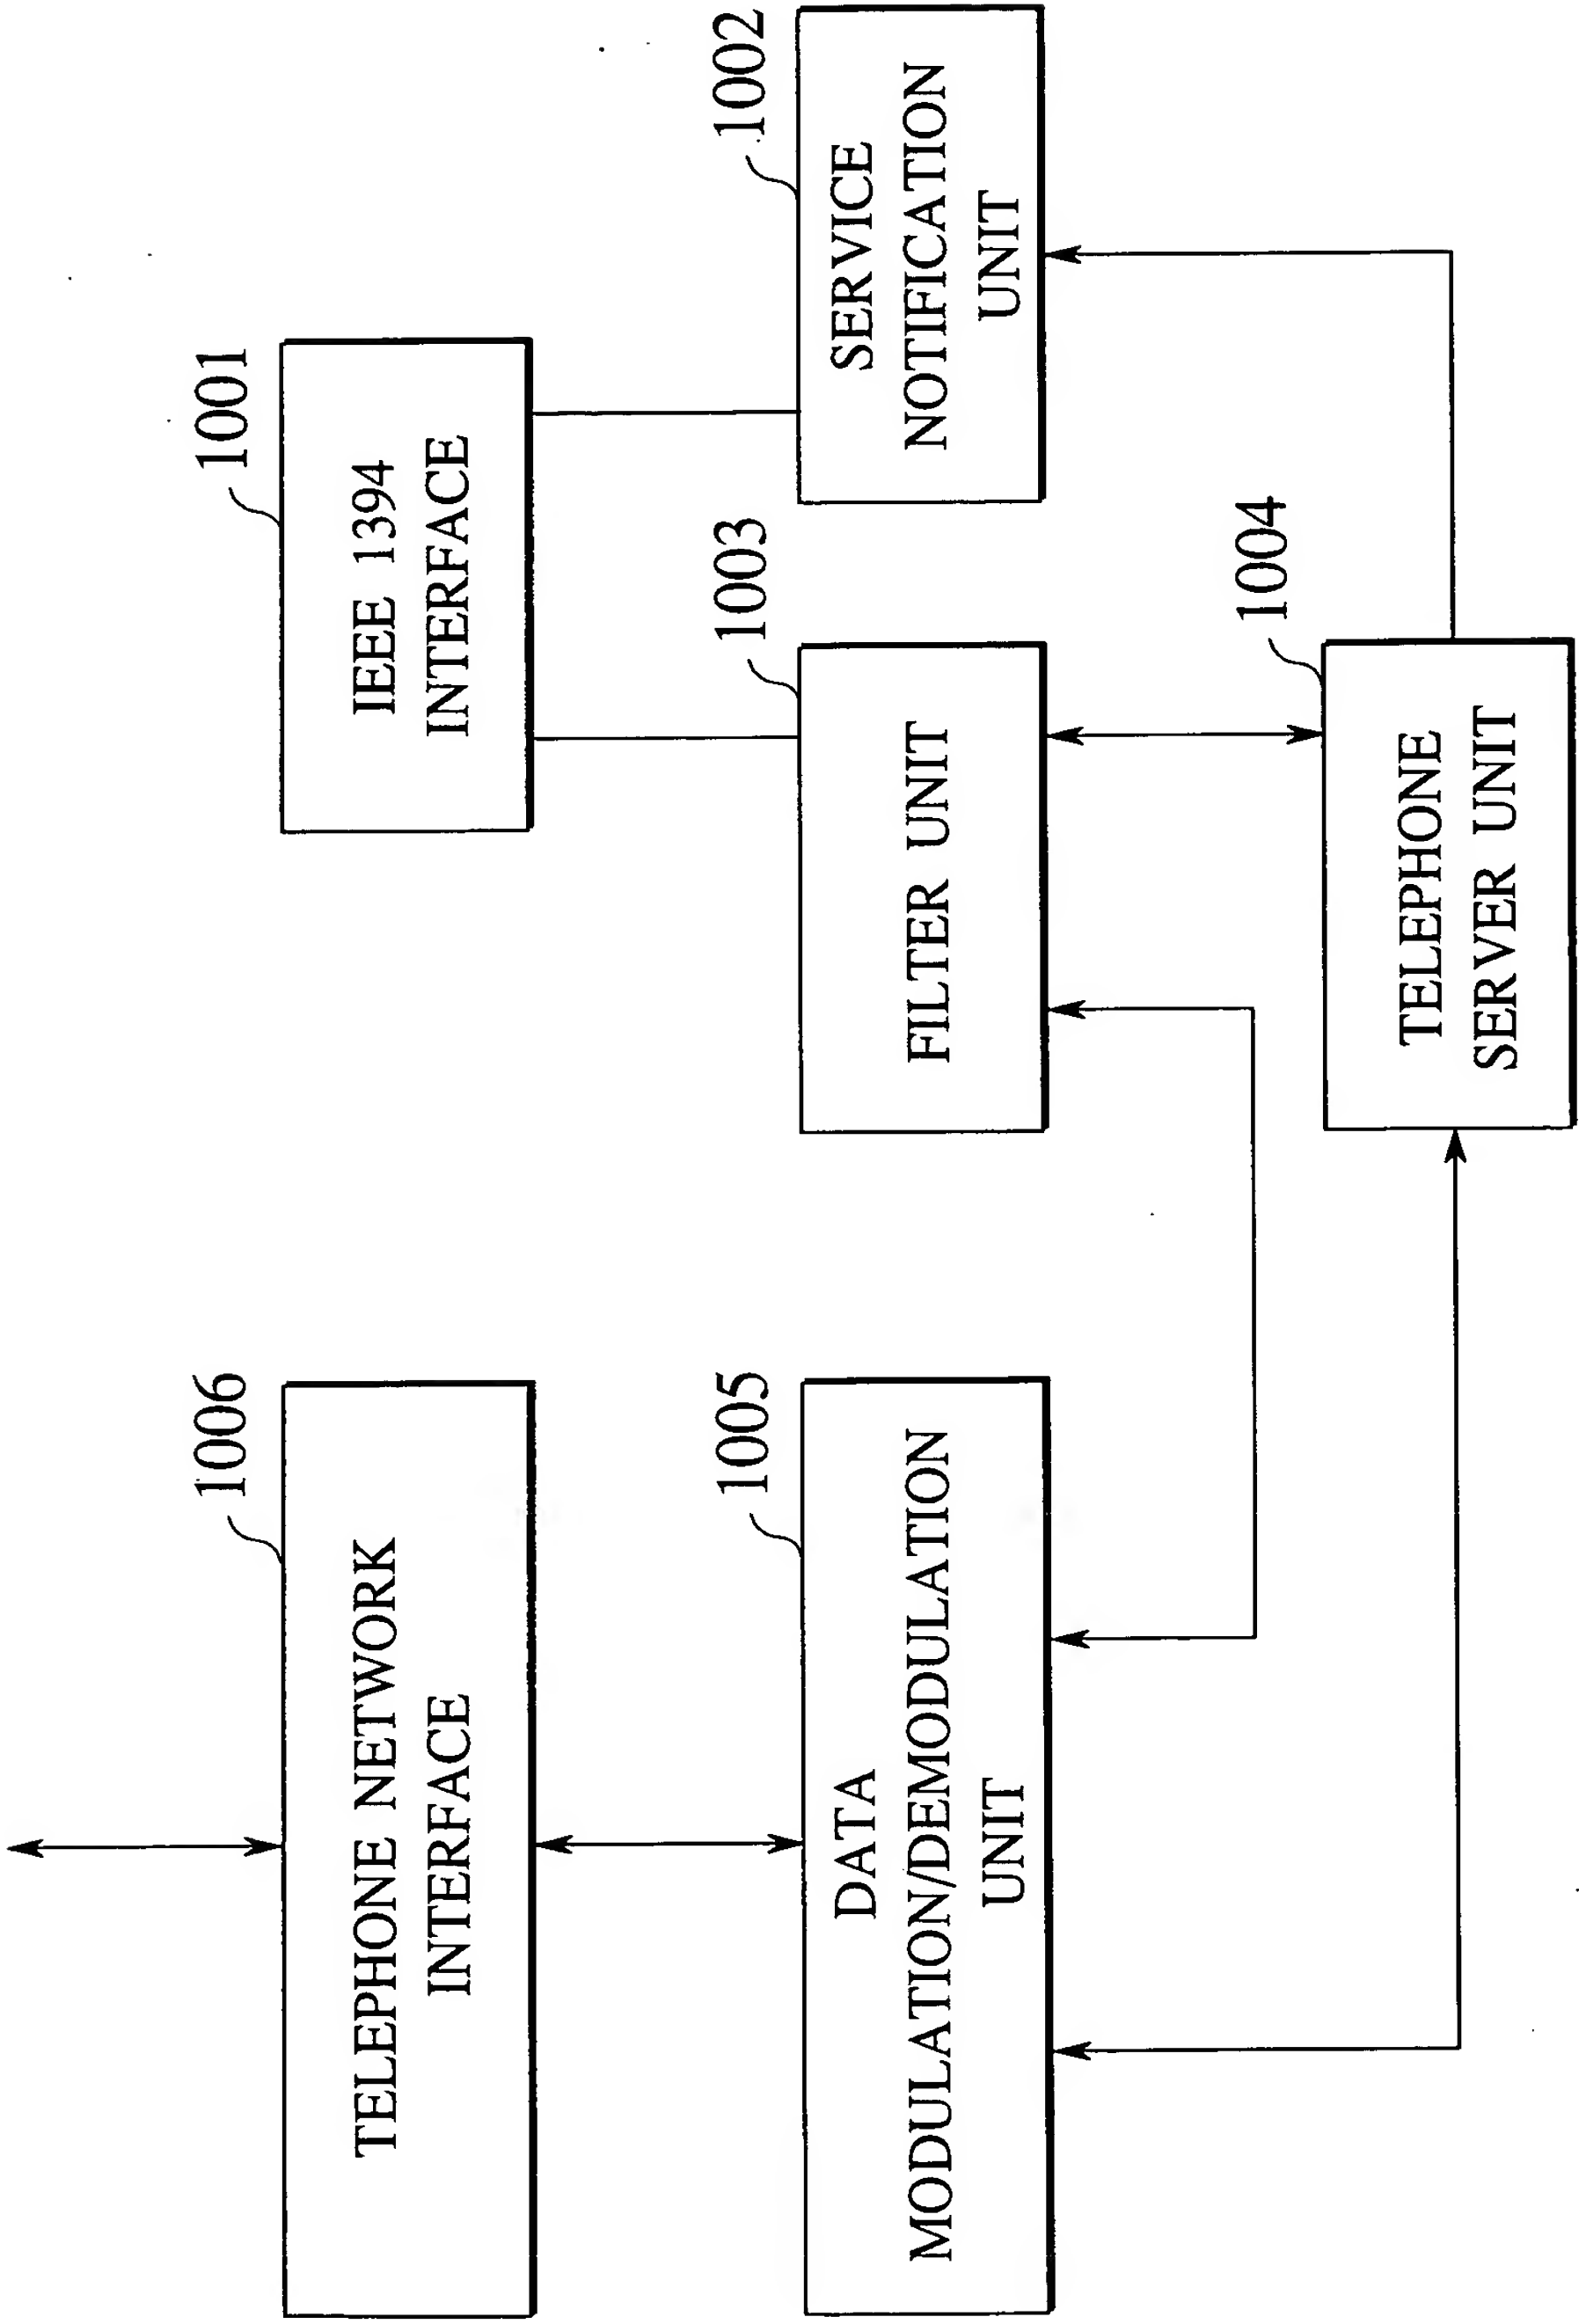 1006
TELEPHONE NETWORK
INTERFACE
1001
IEEE 1394
INTERFACE
1005
DATA
MODULATION/DEMODULATION
UNIT
1003
FILTER UNIT
1002
SERVICE
NOTIFICATION
UNIT
1004
TELEPHONE
SERVER UNIT